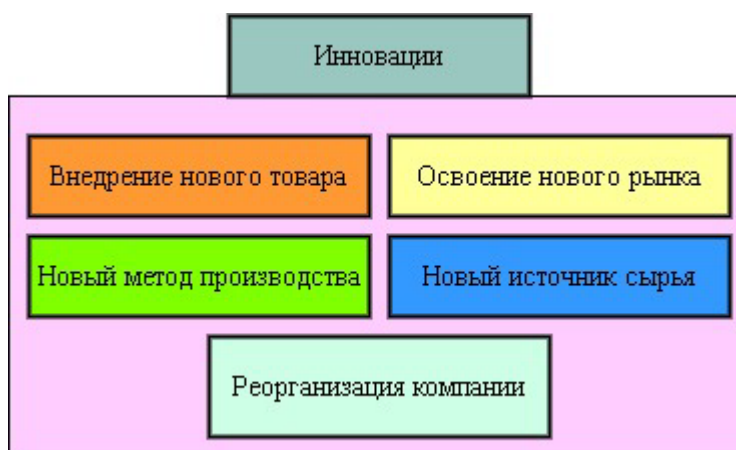 Инновации
Внедрение нового товара
Освоение нового рынка
Новый метод производства
Новый источник сырья
Реорганизация компании